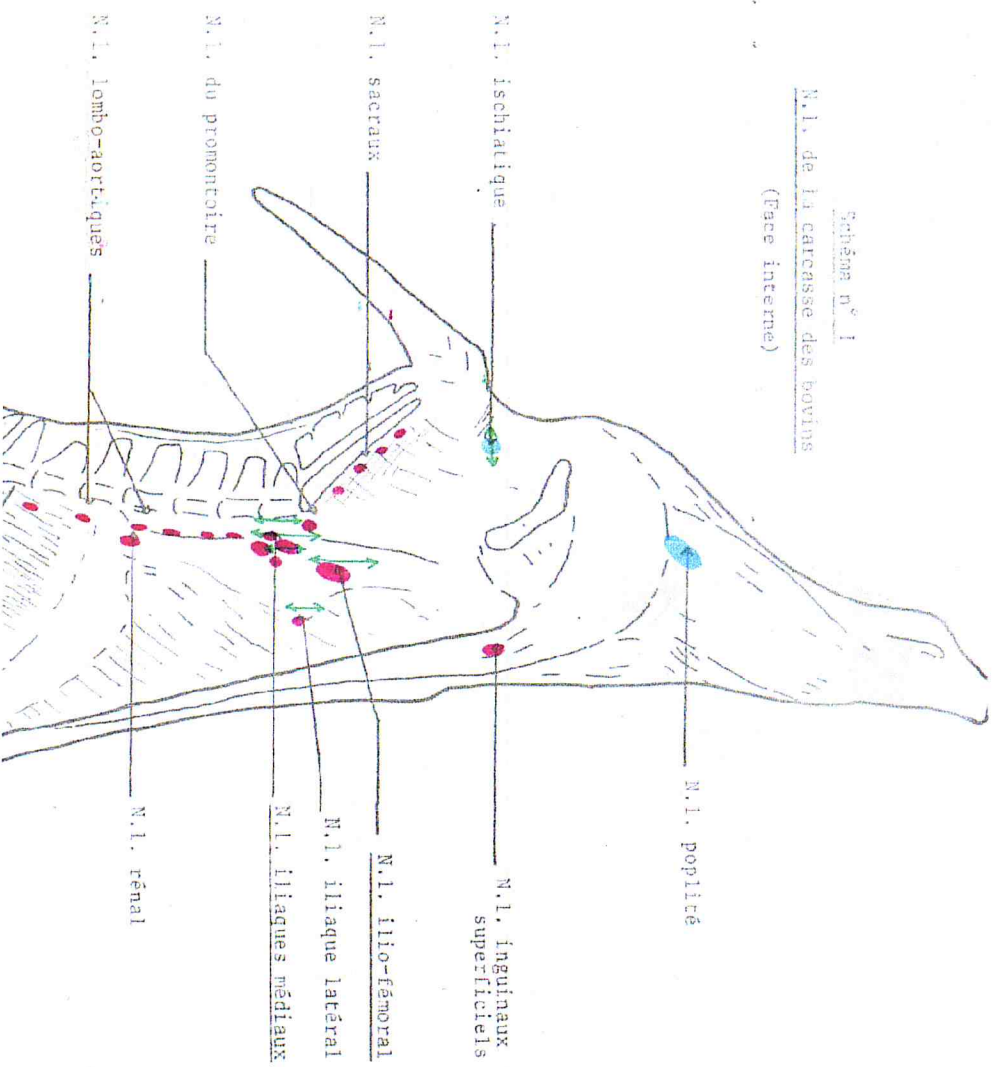 Schéma n° 1
N.l. de la carcasse des bovins
(Face interne)
N.l. ischiatique
N.l. sacraux
N.l. du promontoire
N.l. lombo-aortiques
N.l. poplité
N.l. inguinaux
superficiels
N.l. ilio-fémoral
N.l. iliaque latéral
N.l. iliaques médiaux
N.l. rénal